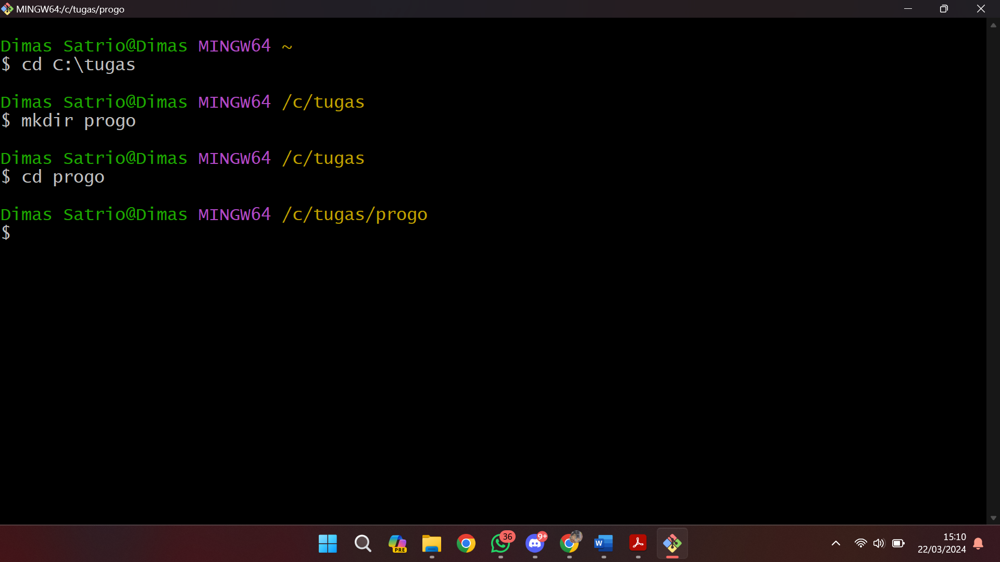 MINGW64:/c/tugas/progo
Dimas Satrio@Dimas MINGW64 ~
$ cd C:\tugas
Dimas Satrio@Dimas MINGW64 /c/tugas
$ mkdir progo
Dimas Satrio@Dimas MINGW64 /c/tugas
$ cd progo
Dimas Satrio@Dimas MINGW64 /c/tugas/progo
$
PRE
36
9+
W
15:10
22/03/2024